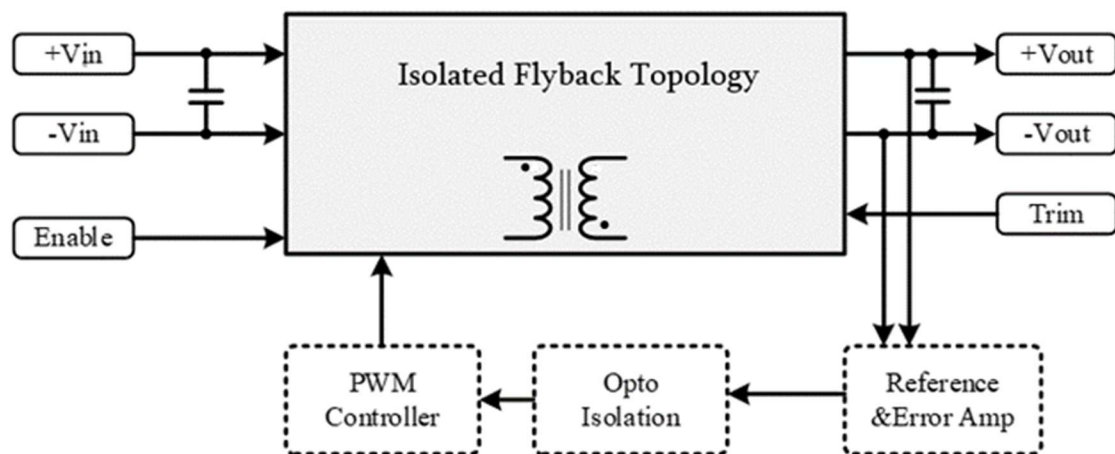 +Vin
Isolated Flyback Topology
+Vout
-Vin
-Vout
Enable
Trim
PWM
Controller
Opto
Isolation
Reference
&Error Amp